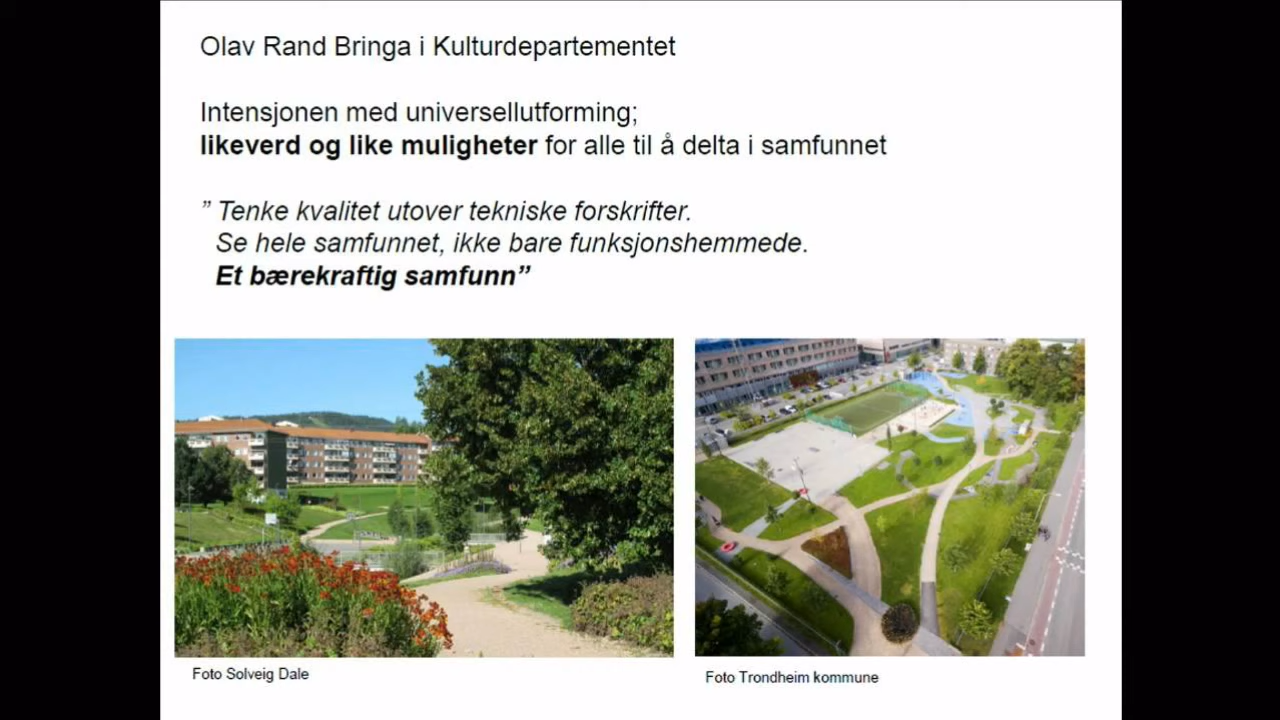 Olav Rand Bringa i Kulturdepartementet
Intensjonen med universellutforming;
likeverd og like muligheter for alle til å delta i samfunnet
” Tenke kvalitet utover tekniske forskrifter.
Se hele samfunnet, ikke bare funksjonshemmede.
Et bærekraftig samfunn”
Foto Solveig Dale
Foto Trondheim kommune